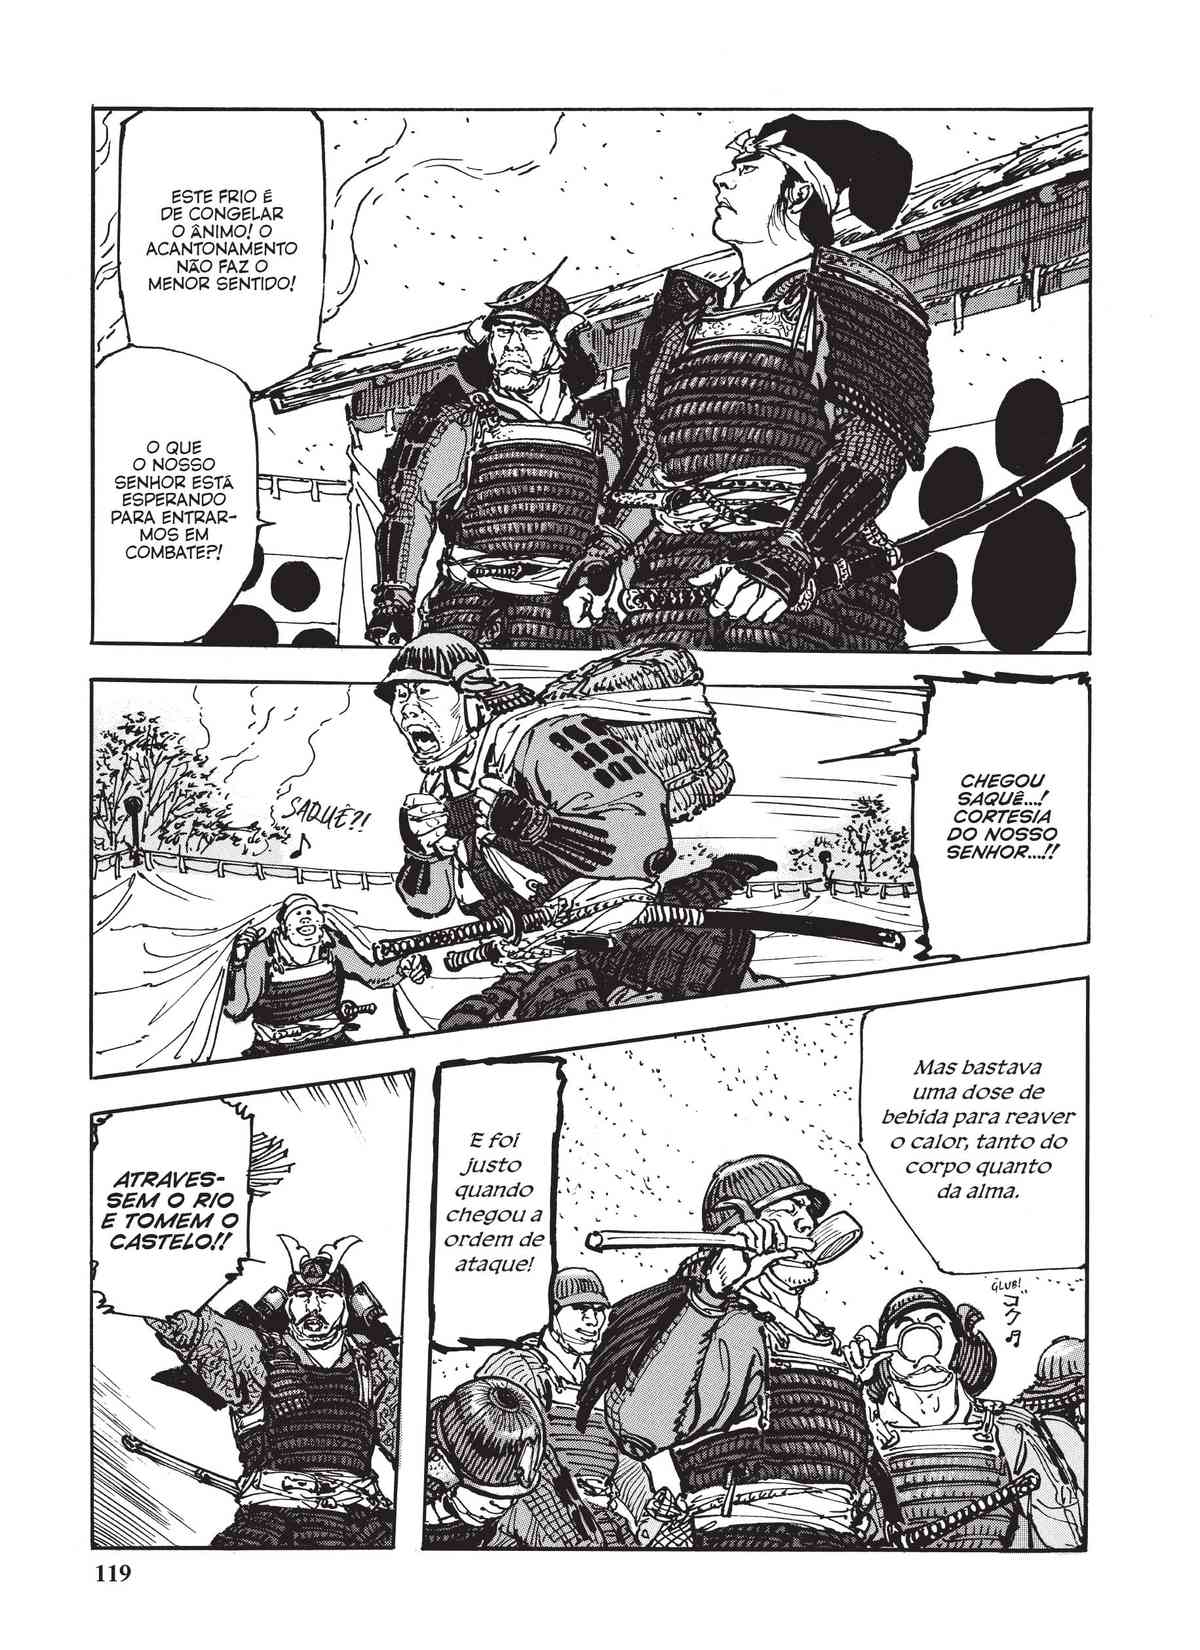 ESTE FRIO É
DE CONGELAR
O ÂNIMO! O
ACANTONAMENTO
NÃO FAZ O
MENOR SENTIDO!
O QUE
O NOSSO
SENHOR ESTÁ
ESPERANDO
PARA ENTRAR-
MOS EM
COMBATE?!
CHEGOU
SAQUÊ...!
CORTESIA
DO NOSSO
SENHOR...!!
SAQUÊ?!
♪
Mas bastava
uma dose de
bebida para reaver
o calor, tanto do
corpo quanto
da alma.
GLUB!
コク
♬
E foi
justo
quando
chegou a
ordem de
ataque!
ATRAVES-
SEM O RIO
E TOMEM O
CASTELO!!
119